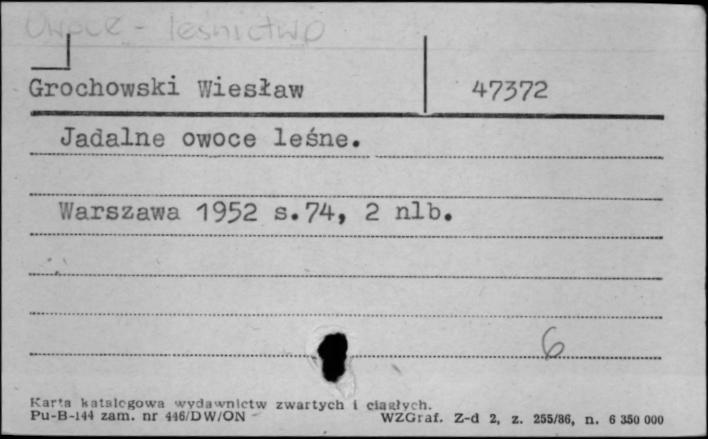 Owoce - leśnictwo
Grochowski Wiesław 47372
Jadalne owoce leśne.
Warszawa 1952 s.74, 2 nlb.
6
Karta katalogowa wydawnictw zwartych i ciągłych.
Pu-B-144 zam. nr 446/DW/ON WZGraf. Z-d 2, z. 255/86, n. 6 350 000